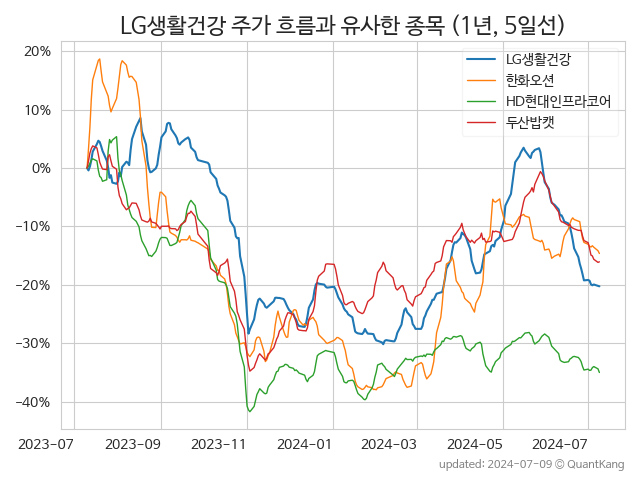 LG생활건강 주가 흐름과 유사한 종목 (1년, 5일선)
LG생활건강
한화오션
HD현대인프라코어
두산밥캣
20%
10%
0%
−10%
−20%
−30%
−40%
2023-07 2023-09 2023-11 2024-01 2024-03 2024-05 2024-07
updated: 2024-07-09 © QuantKang